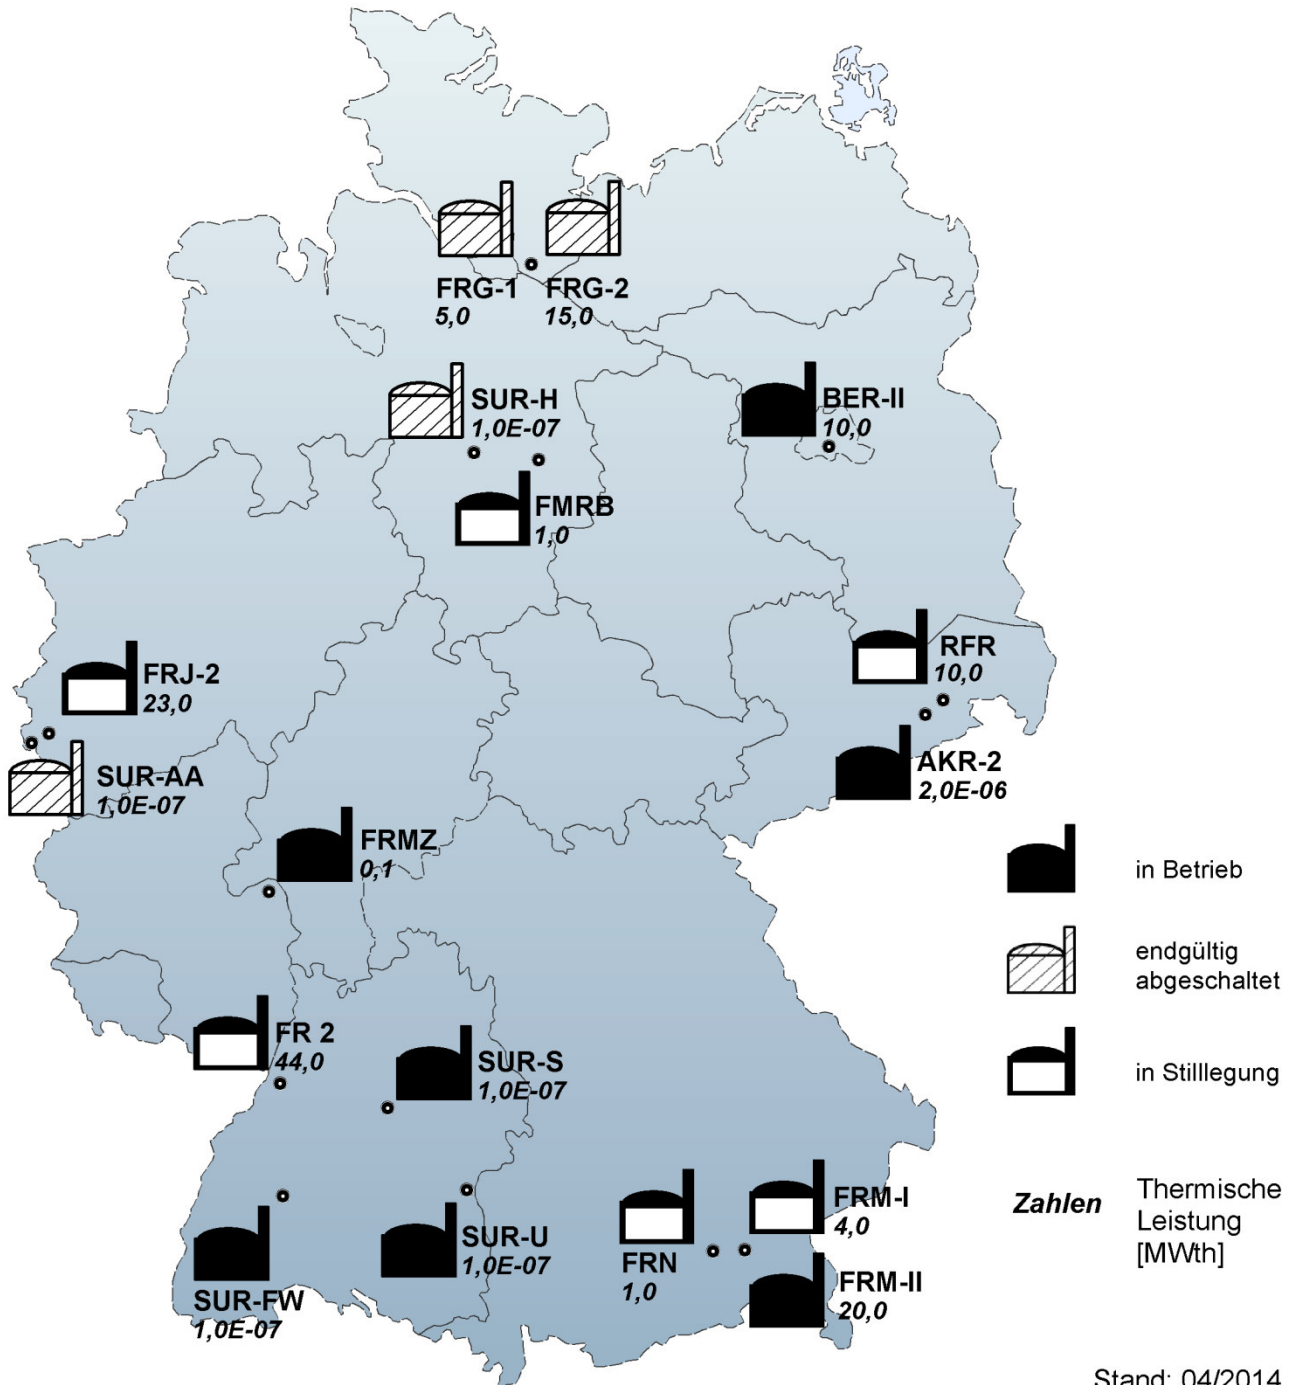 FRG-1
5,0
FRG-2
15,0
SUR-H
1,0E-07
BER-II
10,0
FMRB
1,0
FRJ-2
23,0
RFR
10,0
SUR-AA
1,0E-07
AKR-2
2,0E-06
FRMZ
0,1
in Betrieb
endgültig
abgeschaltet
FR 2
44,0
SUR-S
1,0E-07
in Stilllegung
FRM-I
4,0
Zahlen
Thermische
Leistung
[MWth]
SUR-U
1,0E-07
FRN
1,0
FRM-II
20,0
SUR-FW
1,0E-07
Stand: 04/2014